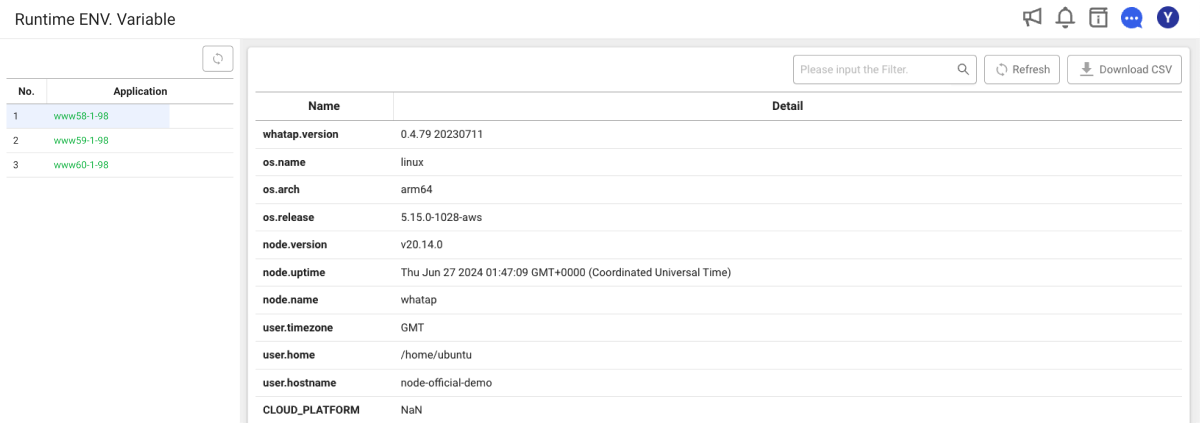 Runtime ENV. Variable
Y
No. Application
1 www58-1-98
2 www59-1-98
3 www60-1-98
Please input the Filter. Refresh Download CSV
Name Detail
whatap.version 0.4.79 20230711
os.name linux
os.arch arm64
os.release 5.15.0-1028-aws
node.version v20.14.0
node.uptime Thu Jun 27 2024 01:47:09 GMT+0000 (Coordinated Universal Time)
node.name whatap
user.timezone GMT
user.home /home/ubuntu
user.hostname node-official-demo
CLOUD_PLATFORM NaN